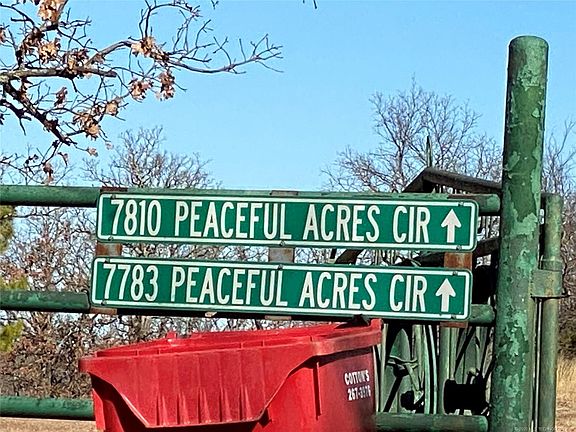 7810 PEACEFUL ACRES CIR ↑
7783 PEACEFUL ACRES CIR ↑
COTTON'S